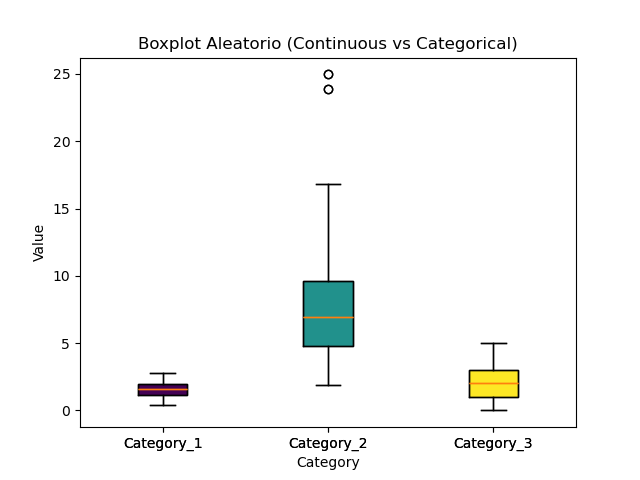 Boxplot Aleatorio (Continuous vs Categorical)
25
20
15
10
5
0
Value
Category_1
Category_2
Category_3
Category